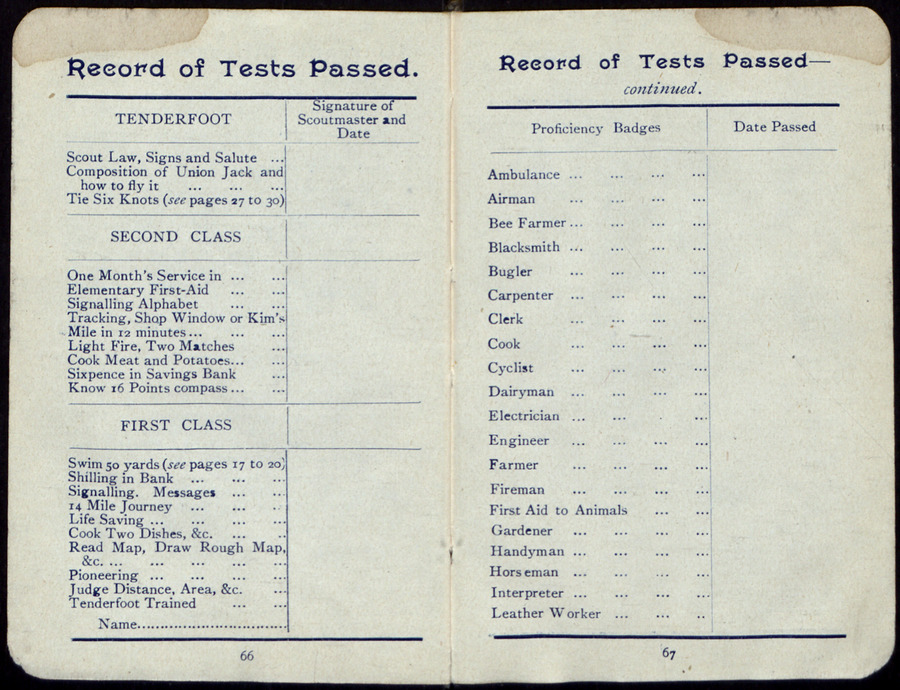 Record of Tests Passed.
TENDERFOOT
Signature of
Scoutmaster and
Date
Scout Law, Signs and Salute ...
Composition of Union Jack and
how to fly it ... ... ...
Tie Six Knots (see pages 27 to 30)
SECOND CLASS
One Month's Service in ... ...
Elementary First-Aid ... ...
Signalling Alphabet ... ...
Tracking, Shop Window or Kim's
Mile in 12 minutes ... ... ...
Light Fire, Two Matches ...
Cook Meat and Potatoes... ...
Sixpence in Savings Bank ...
Know 16 Points compass ... ...
FIRST CLASS
Swim 50 yards (see pages 17 to 20)
Shilling in Bank ... ... ...
Signalling. Messages ... ...
14 Mile Journey ... ... ..
Life Saving ... ... ... ...
Cook Two Dishes, &c. ... ...
Read Map, Draw Rough Map,
&c. ... ... ... ... ...
Pioneering ... ... ... ...
Judge Distance, Area, &c. ...
Tenderfoot Trained ... ...
Name.................................
66
Record of Tests Passed—
continued.
Proficiency Badges
Date Passed
Ambulance ... ... ... ...
Airman ... ... ... ...
Bee Farmer ... ... ... ...
Blacksmith ... ... ... ...
Bugler ... ... ... ...
Carpenter ... ... ... ...
Clerk ... ... ... ...
Cook ... ... ... ...
Cyclist ... ... ... ...
Dairyman ... ... ... ...
Electrician ... ... . ...
Engineer ... ... ... ...
Farmer ... ... ... ...
Fireman ... ... ... ...
First Aid to Animals ... ...
Gardener ... ... ... ...
Handyman ... ... ... ...
Horseman ... ... ... ...
Interpreter ... ... ... ...
Leather Worker ... ... ..
67